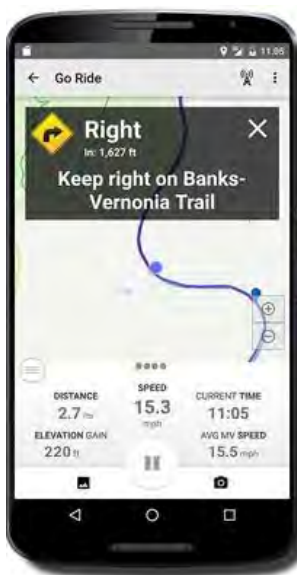 11:05
Go Ride
Right
In: 1,627 ft
Keep right on Banks-
Vernonia Trail
DISTANCE
SPEED
CURRENT TIME
2.7
15.3
mph
11:05
ELEVATION GAIN
AVG MV SPEED
220 ft
15.5 mph